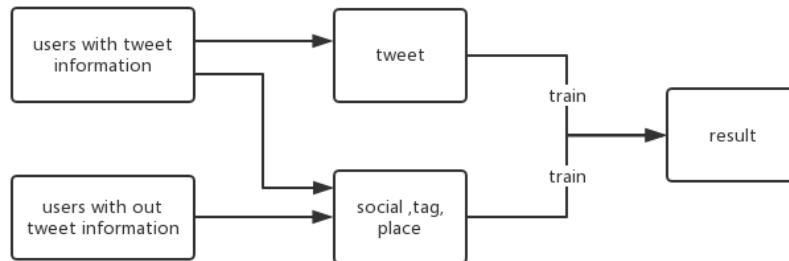 users with tweet
information
tweet
train
result
train
users with out
tweet information
social ,tag,
place